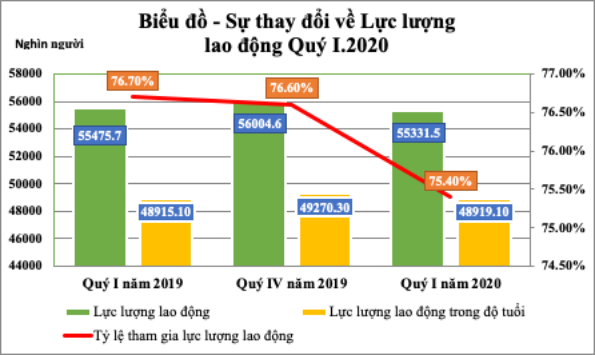 Biểu đồ - Sự thay đổi về Lực lượng
lao động Quý I.2020
Nghìn người
58000
56000
54000
52000
50000
48000
46000
44000
77.00%
76.50%
76.00%
75.50%
75.00%
74.50%
76.70%
76.60%
75.40%
55475.7
56004.6
55331.5
48915.10
49270.30
48919.10
Quý I năm 2019
Quý IV năm 2019
Quý I năm 2020
Lực lượng lao động
Lực lượng lao động trong độ tuổi
Tỷ lệ tham gia lực lượng lao động